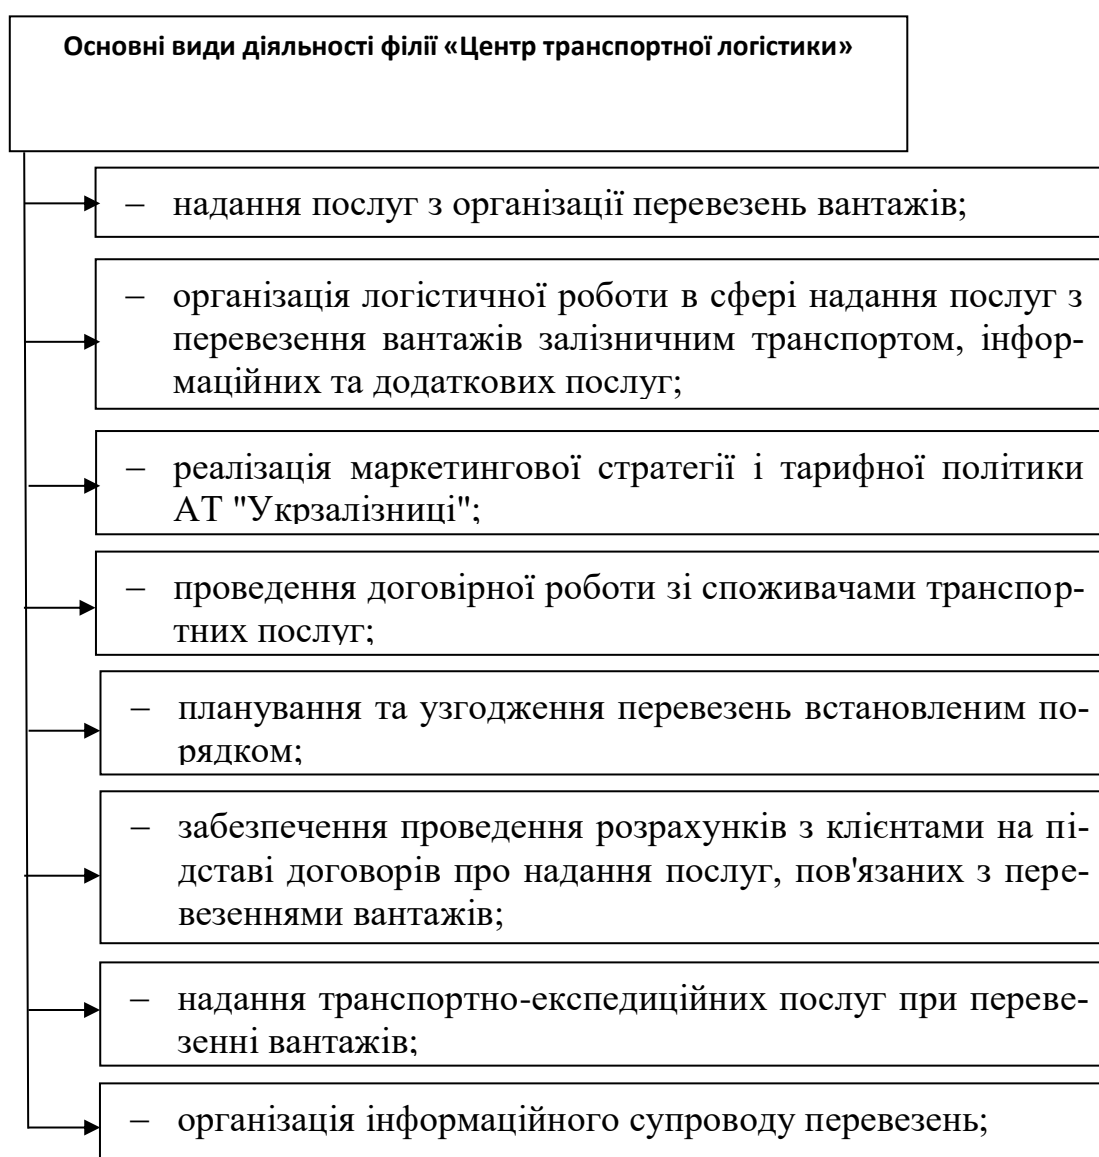 Основні види діяльності філії «Центр транспортної логістики»
– надання послуг з організації перевезень вантажів;
– організація логістичної роботи в сфері надання послуг з
перевезення вантажів залізничним транспортом, інфор-
маційних та додаткових послуг;
– реалізація маркетингової стратегії і тарифної політики
АТ "Укрзалізниці";
– проведення договірної роботи зі споживачами транспор-
тних послуг;
– планування та узгодження перевезень встановленим по-
рядком;
– забезпечення проведення розрахунків з клієнтами на пі-
дставі договорів про надання послуг, пов'язаних з пере-
везеннями вантажів;
– надання транспортно-експедиційних послуг при переве-
зенні вантажів;
– організація інформаційного супроводу перевезень;